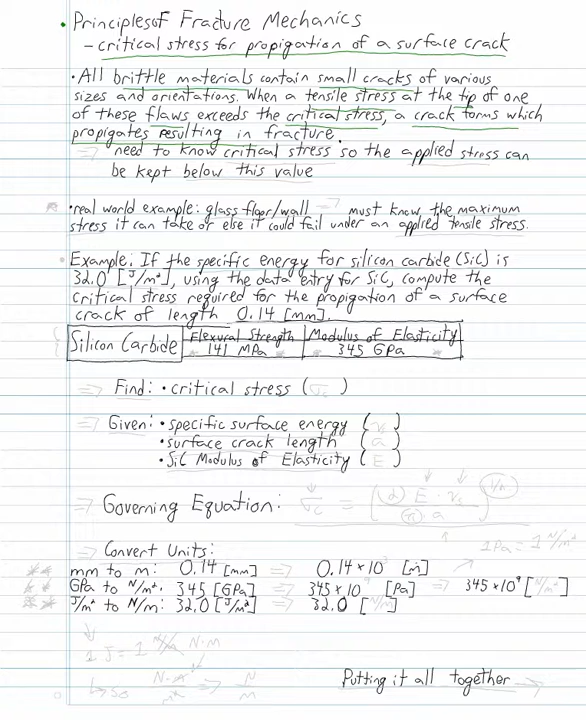 • Principles of Fracture Mechanics
– critical stress for propigation of a surface crack
• All brittle materials contain small cracks of various
sizes and orientations. When a tensile stress at the tip of one
of these flaws exceeds the critical stress, a crack forms which
propigates resulting in fracture.
⇒ need to know critical stress so the applied stress can
be kept below this value
* • real world example: glass floor/wall ⇒ must know the maximum
stress it can take or else it could fail under an applied tensile stress.
• Example: If the specific energy for silicon carbide (SiC) is
32.0 [J/m²], using the data entry for SiC, compute the
critical stress required for the propigation of a surface
crack of length 0.14 [mm].
Silicon Carbide Flexural Strength Modulus of Elasticity
141 MPa 345 GPa
⇒ Find: • critical stress (σc)
⇒ Given: • specific surface energy (γs)
• surface crack length (a)
• SiC Modulus of Elasticity (E)
⇒ Governing Equation: σc = ((2) E · γs / (π) a)^(1/2)
1Pa = 1 N/m²
⇒ Convert Units:
** mm to m: 0.14 [mm] ⇒ 0.14 × 10 [m]
** GPa to N/m²: 345 [GPa] ⇒ 345 × 10 [Pa] ⇒ 345 × 10⁹ [N/m²]
** J/m² to N/m: 32.0 [J/m²] ⇒ 32.0 [N/m]
↓
1 J = 1 N·m
↳ so N·m/m² ⇒ N/m
Putting it all together →